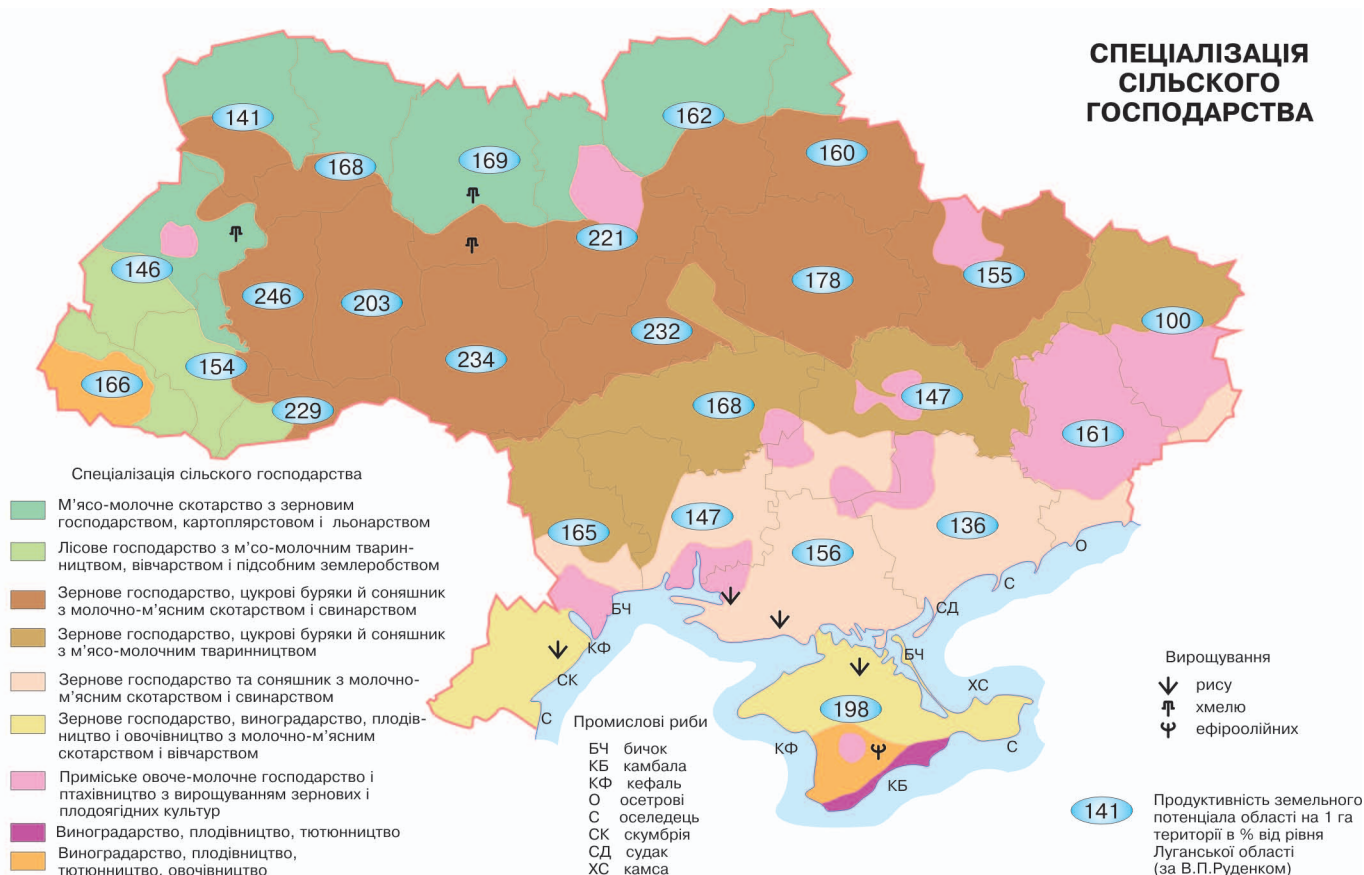 СПЕЦІАЛІЗАЦІЯ
СІЛЬСКОГО
ГОСПОДАРСТВА
141
168
169
162
160
221
146
246
203
178
155
232
100
154
234
166
229
168
147
161
147
165
156
136
198
БЧ
КФ
СК
С
О
С
СД
БЧ
ХС
С
КФ
КБ
Спеціалізація сільского господарства
М’ясо-молочне скотарство з зерновим
господарством, картоплярстовом і льонарством
Лісове господарство з м’со-молочним тварин-
ництвом, вівчарством і підсобним землеробством
Зернове господарство, цукрові буряки й соняшник
з молочно-м’ясним скотарством і свинарством
Зернове господарство, цукрові буряки й соняшник
з м’ясо-молочним тваринництвом
Зернове господарство та соняшник з молочно-
м’ясним скотарством і свинарством
Зернове господарство, виноградарство, плодів-
ництво і овочівництво з молочно-м’ясним
скотарством і вівчарством
Приміське овоче-молочне господарство і
птахівництво з вирощуванням зернових і
плодоягідних культур
Виноградарство, плодівництво, тютюнництво
Виноградарство, плодівництво,
тютюнництво, овочівництво
Промислові риби
БЧ бичок
КБ камбала
КФ кефаль
О осетрові
С оселедець
СК скумбрія
СД судак
ХС камса
Вирощування
рису
хмелю
ефіроолійних
141
Продуктивність земельного
потенціала області на 1 га
території в % від рівня
Луганської області
(за В.П.Руденком)